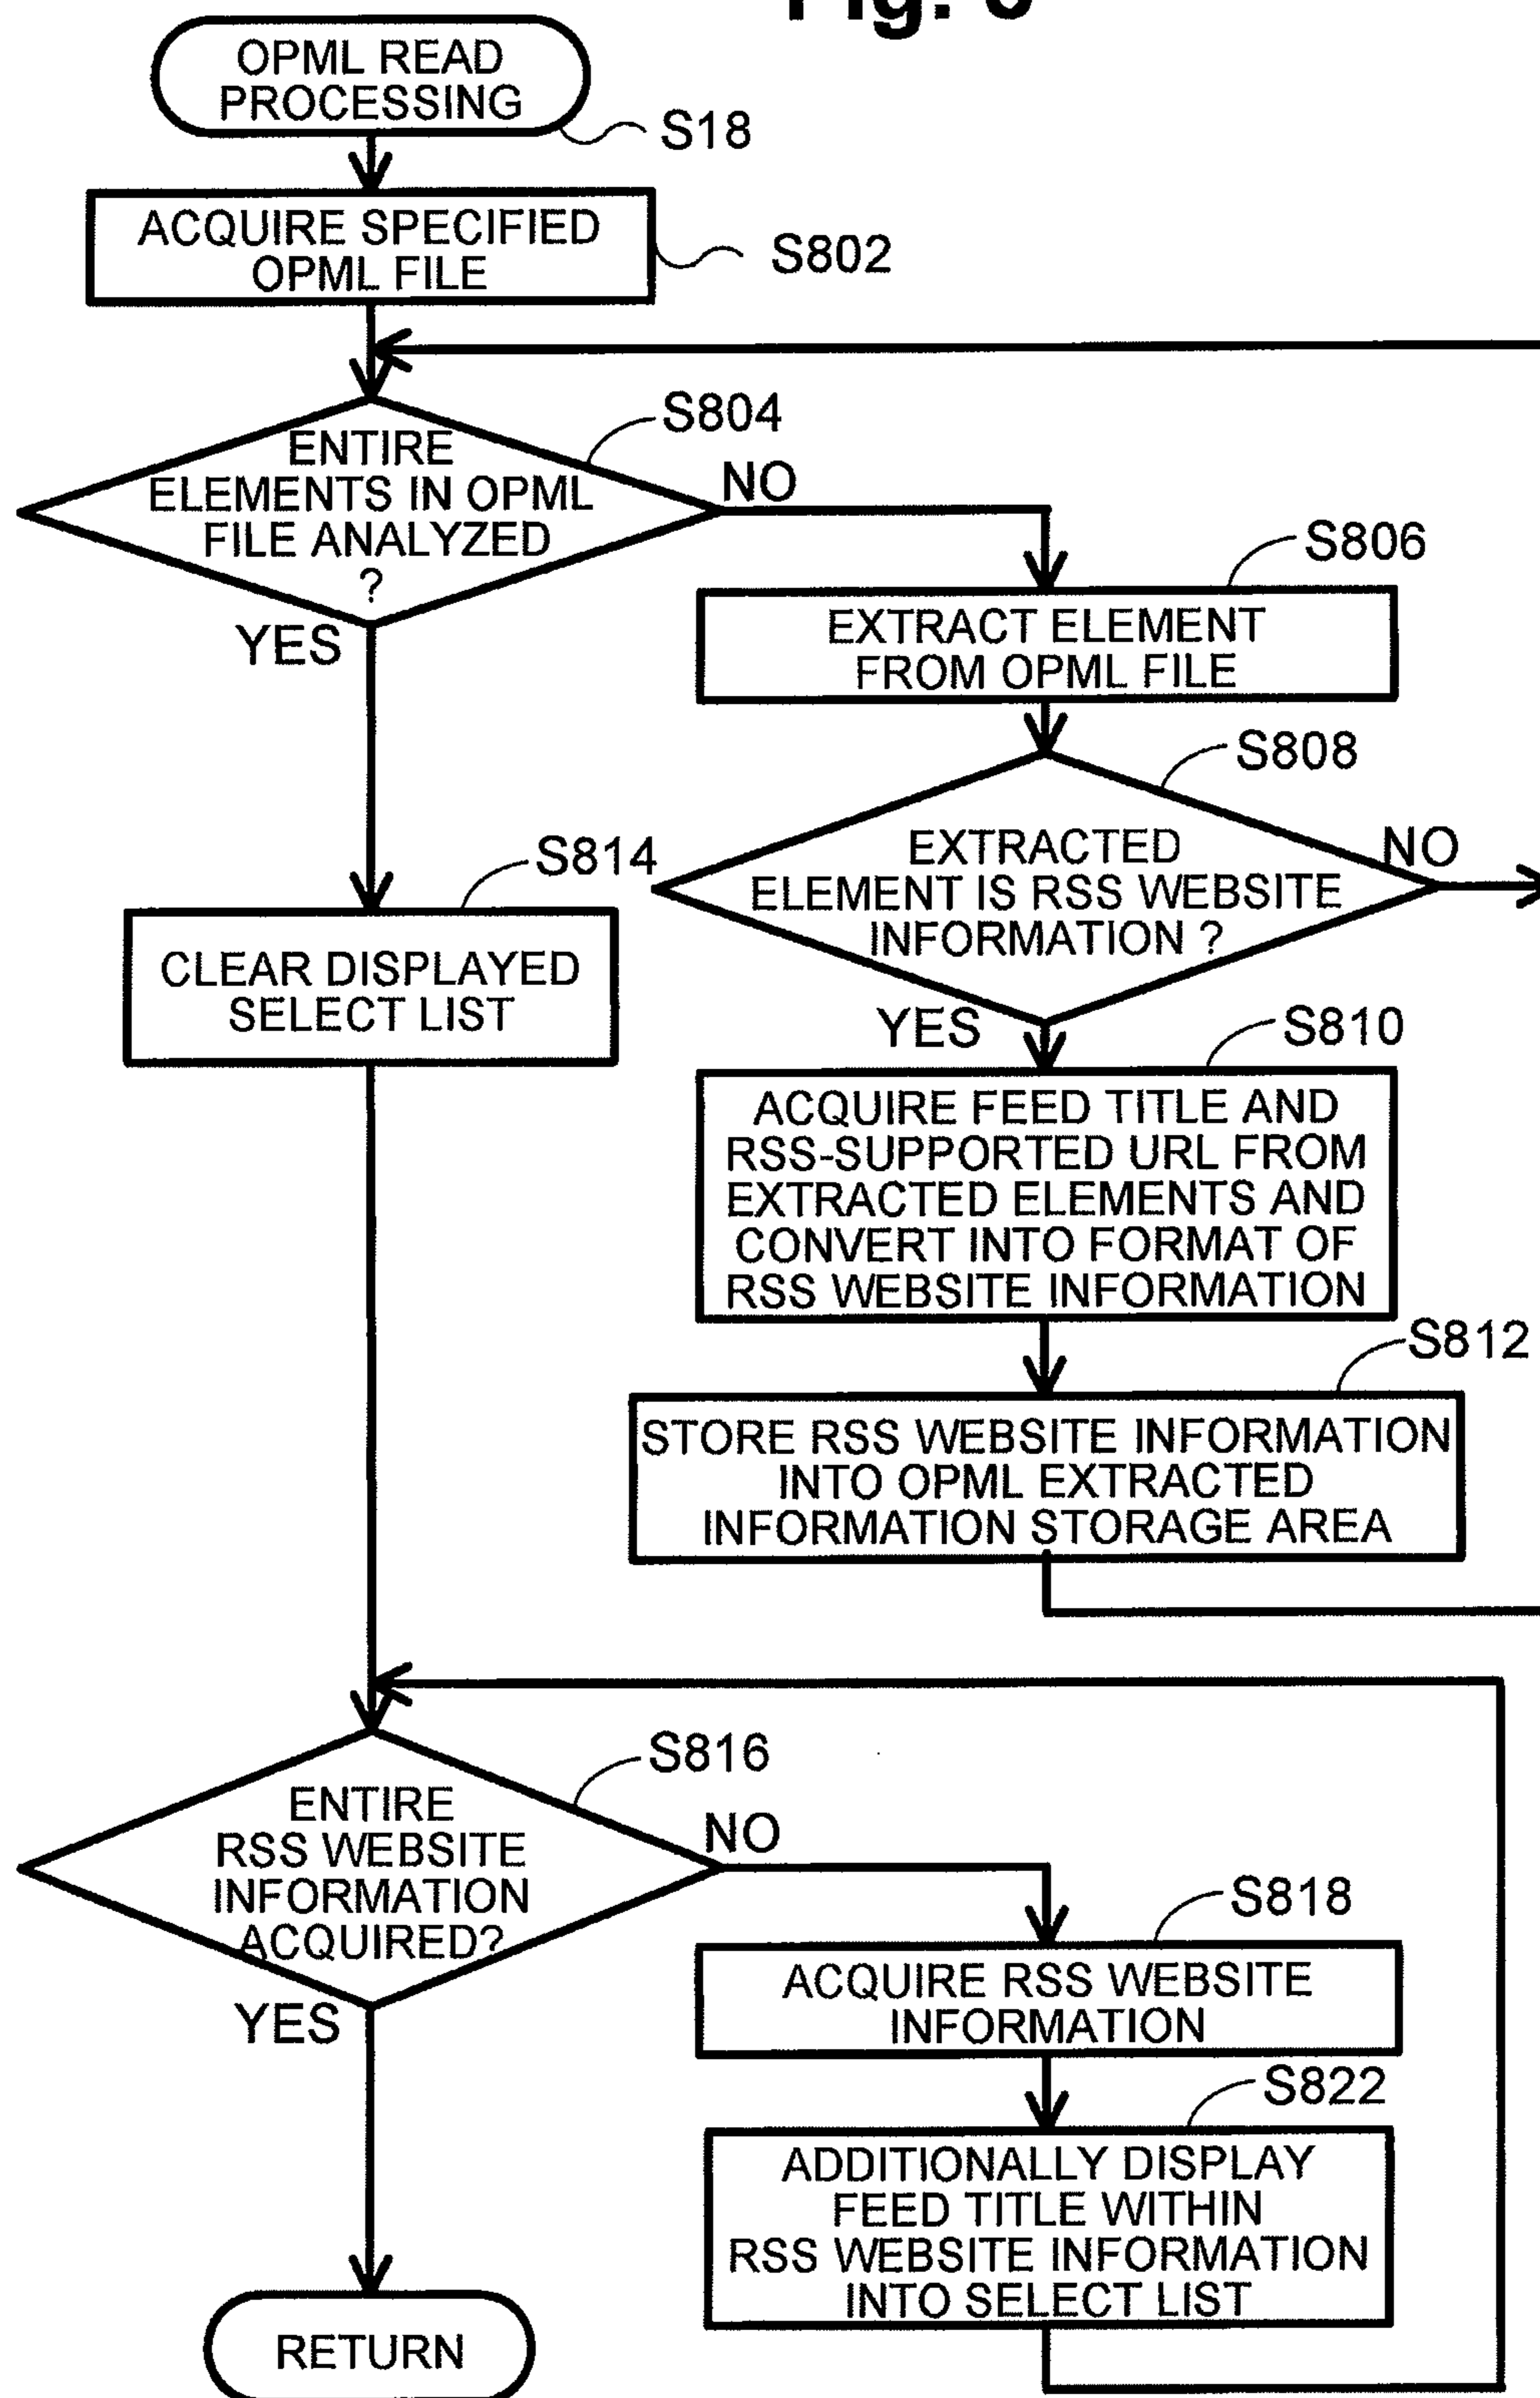 OPML READ
PROCESSING
S18
ACQUIRE SPECIFIED
OPML FILE
S802
S804
ENTIRE
ELEMENTS IN OPML
FILE ANALYZED
?
NO
YES
S806
EXTRACT ELEMENT
FROM OPML FILE
S808
EXTRACTED
ELEMENT IS RSS WEBSITE
INFORMATION ?
NO
YES
S814
CLEAR DISPLAYED
SELECT LIST
S810
ACQUIRE FEED TITLE AND
RSS-SUPPORTED URL FROM
EXTRACTED ELEMENTS AND
CONVERT INTO FORMAT OF
RSS WEBSITE INFORMATION
S812
STORE RSS WEBSITE INFORMATION
INTO OPML EXTRACTED
INFORMATION STORAGE AREA
S816
ENTIRE
RSS WEBSITE
INFORMATION
ACQUIRED?
NO
YES
S818
ACQUIRE RSS WEBSITE
INFORMATION
S822
ADDITIONALLY DISPLAY
FEED TITLE WITHIN
RSS WEBSITE INFORMATION
INTO SELECT LIST
RETURN